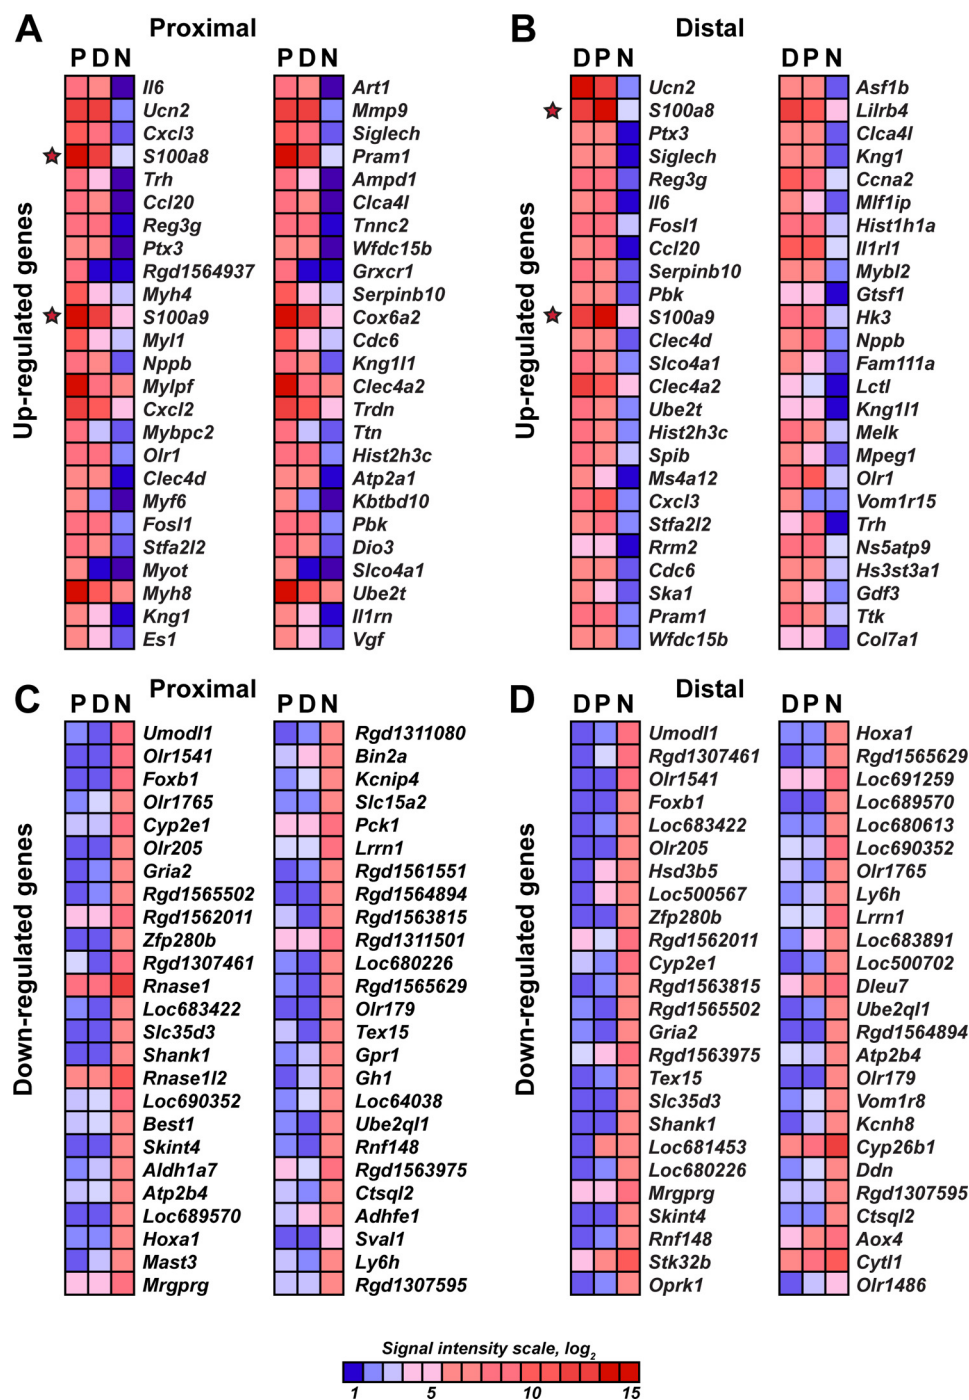 A
Proximal
P D N
Up-regulated genes
Il6
Ucn2
Cxcl3
S100a8
Trh
Ccl20
Reg3g
Ptx3
Rgd1564937
Myh4
S100a9
Myl1
Nppb
Mylpf
Cxcl2
Mybpc2
Olr1
Clec4d
Myf6
Fosl1
Stfa2l2
Myot
Myh8
Kng1
Es1
P D N
Art1
Mmp9
Siglech
Pram1
Ampd1
Clca4l
Tnnc2
Wfdc15b
Grxcr1
Serpinb10
Cox6a2
Cdc6
Kng1l1
Clec4a2
Trdn
Ttn
Hist2h3c
Atp2a1
Kbtbd10
Pbk
Dio3
Slco4a1
Ube2t
Il1rn
Vgf
B
Distal
D P N
Up-regulated genes
Ucn2
S100a8
Ptx3
Siglech
Reg3g
Il6
Fosl1
Ccl20
Serpinb10
Pbk
S100a9
Clec4d
Slco4a1
Clec4a2
Ube2t
Hist2h3c
Spib
Ms4a12
Cxcl3
Stfa2l2
Rrm2
Cdc6
Ska1
Pram1
Wfdc15b
D P N
Asf1b
Lilrb4
Clca4l
Kng1
Ccna2
Mlf1ip
Hist1h1a
Il1rl1
Mybl2
Gtsf1
Hk3
Nppb
Fam111a
Lctl
Kng1l1
Melk
Mpeg1
Olr1
Vom1r15
Trh
Ns5atp9
Hs3st3a1
Gdf3
Ttk
Col7a1
C
Proximal
P D N
Down-regulated genes
Umodl1
Olr1541
Foxb1
Olr1765
Cyp2e1
Olr205
Gria2
Rgd1565502
Rgd1562011
Zfp280b
Rgd1307461
Rnase1
Loc683422
Slc35d3
Shank1
Rnase1l2
Loc690352
Best1
Skint4
Aldh1a7
Atp2b4
Loc689570
Hoxa1
Mast3
Mrgprg
P D N
Rgd1311080
Bin2a
Kcnip4
Slc15a2
Pck1
Lrrn1
Rgd1561551
Rgd1564894
Rgd1563815
Rgd1311501
Loc680226
Rgd1565629
Olr179
Tex15
Gpr1
Gh1
Loc64038
Ube2ql1
Rnf148
Rgd1563975
Ctsql2
Adhfe1
Sval1
Ly6h
Rgd1307595
D
Distal
D P N
Down-regulated genes
Umodl1
Rgd1307461
Olr1541
Foxb1
Loc683422
Olr205
Hsd3b5
Loc500567
Zfp280b
Rgd1562011
Cyp2e1
Rgd1563815
Rgd1565502
Gria2
Rgd1563975
Tex15
Slc35d3
Shank1
Loc681453
Loc680226
Mrgprg
Skint4
Rnf148
Stk32b
Oprk1
D P N
Hoxa1
Rgd1565629
Loc691259
Loc689570
Loc680613
Loc690352
Olr1765
Ly6h
Lrrn1
Loc683891
Loc500702
Dleu7
Ube2ql1
Rgd1564894
Atp2b4
Olr179
Vom1r8
Kcnh8
Cyp26b1
Ddn
Rgd1307595
Ctsql2
Aox4
Cytl1
Olr1486
Signal intensity scale, log2
1 5 10 15